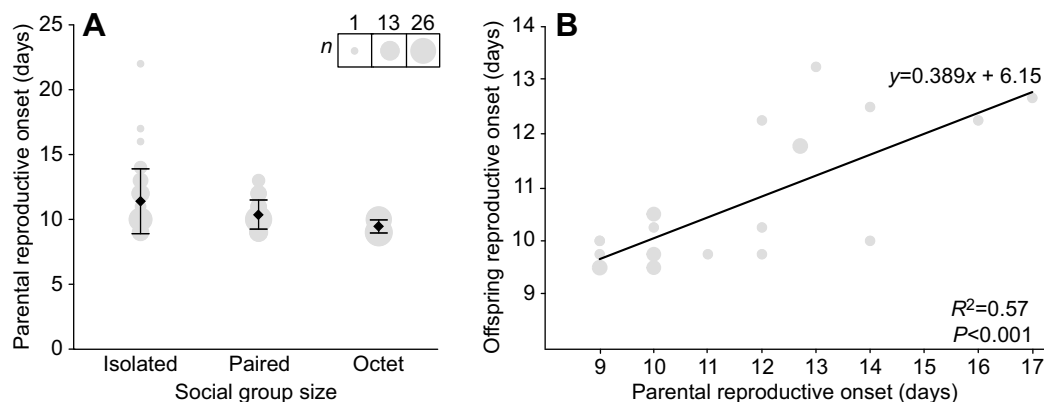 A
B
n
1 13 26
Parental reproductive onset (days)
25
20
15
10
5
0
Isolated Paired Octet
Social group size
Offspring reproductive onset (days)
14
13
12
11
10
9
y=0.389x + 6.15
R²=0.57
P<0.001
9 10 11 12 13 14 15 16 17
Parental reproductive onset (days)